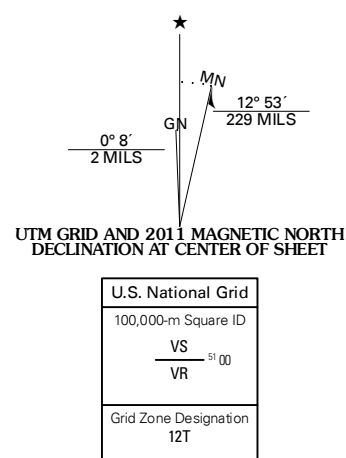 ★
MN
GN
12° 53´
229 MILS
0° 8´
2 MILS
UTM GRID AND 2011 MAGNETIC NORTH
DECLINATION AT CENTER OF SHEET
U.S. National Grid
100,000-m Square ID
VS
51 00
VR
Grid Zone Designation
12T